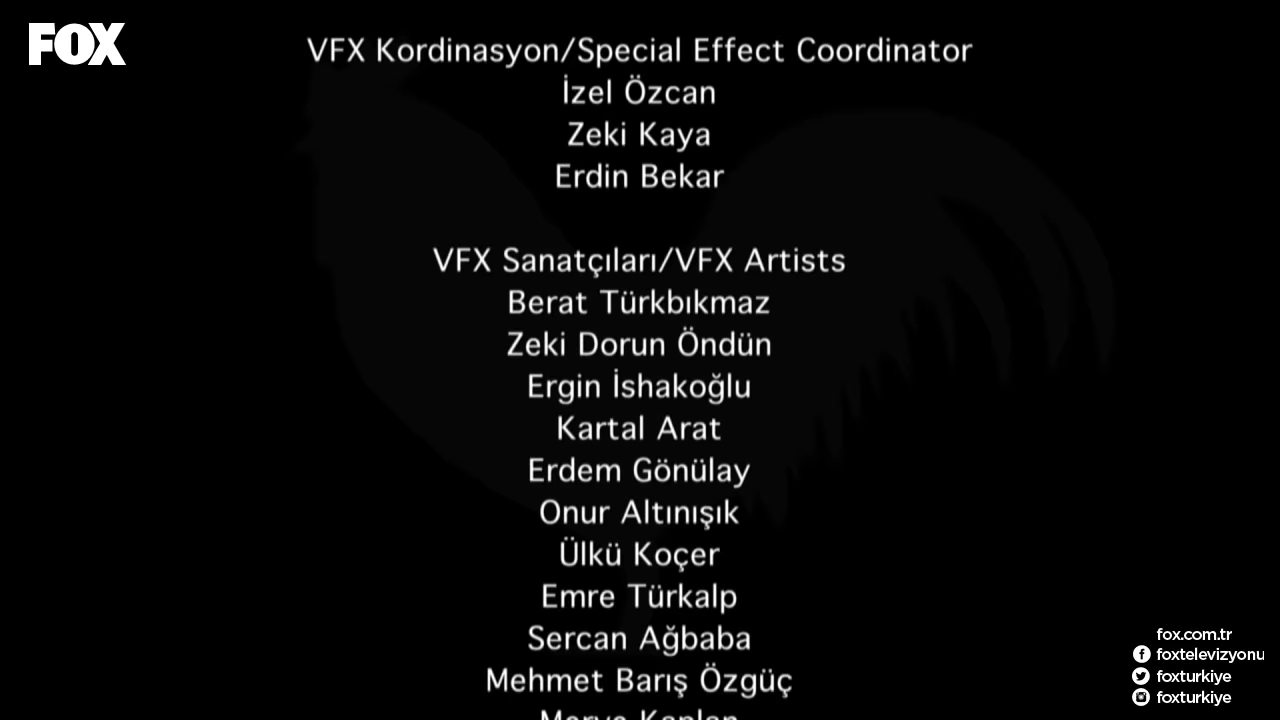 FOX
VFX Kordinasyon/Special Effect Coordinator
İzel Özcan
Zeki Kaya
Erdin Bekar
VFX Sanatçıları/VFX Artists
Berat Türkbıkmaz
Zeki Dorun Öndün
Ergin İshakoğlu
Kartal Arat
Erdem Gönülay
Onur Altınışık
Ülkü Koçer
Emre Türkalp
Sercan Ağbaba
Mehmet Barış Özgüç
Merve Kaplan
fox.com.tr
foxtelevizyonu
foxturkiye
foxturkiye